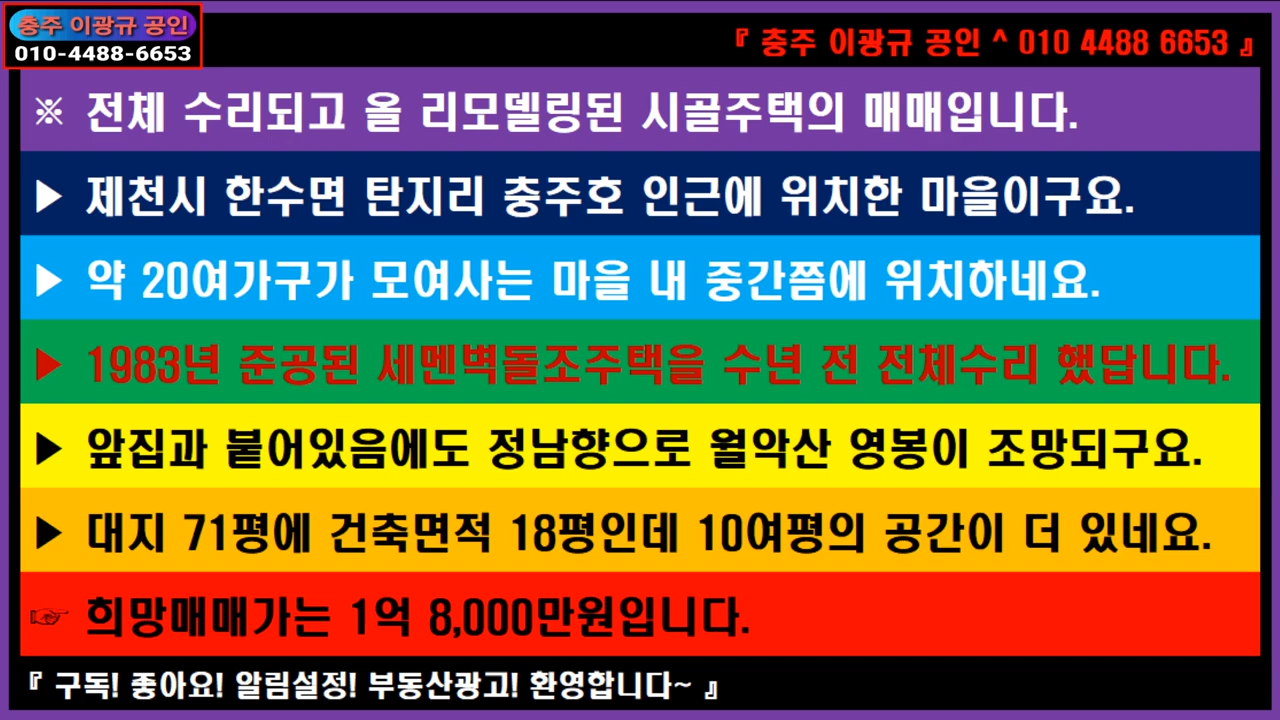 충주 이광규 공인
010-4488-6653
『 충주 이광규 공인 ^ 010 4488 6653 』
※ 전체 수리되고 올 리모델링된 시골주택의 매매입니다.
▶ 제천시 한수면 탄지리 충주호 인근에 위치한 마을이구요.
▶ 약 20여가구가 모여사는 마을 내 중간쯤에 위치하네요.
▶ 1983년 준공된 세멘벽돌조주택을 수년 전 전체수리 했답니다.
▶ 앞집과 붙어있음에도 정남향으로 월악산 영봉이 조망되구요.
▶ 대지 71평에 건축면적 18평인데 10여평의 공간이 더 있네요.
☞ 희망매매가는 1억 8,000만원입니다.
『 구독! 좋아요! 알림설정! 부동산광고! 환영합니다~ 』